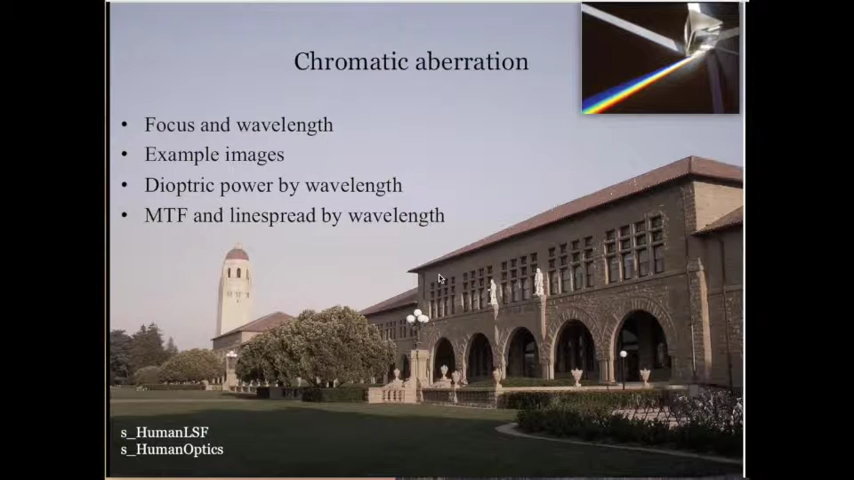 Chromatic aberration
• Focus and wavelength
• Example images
• Dioptric power by wavelength
• MTF and linespread by wavelength
s_HumanLSF
s_HumanOptics